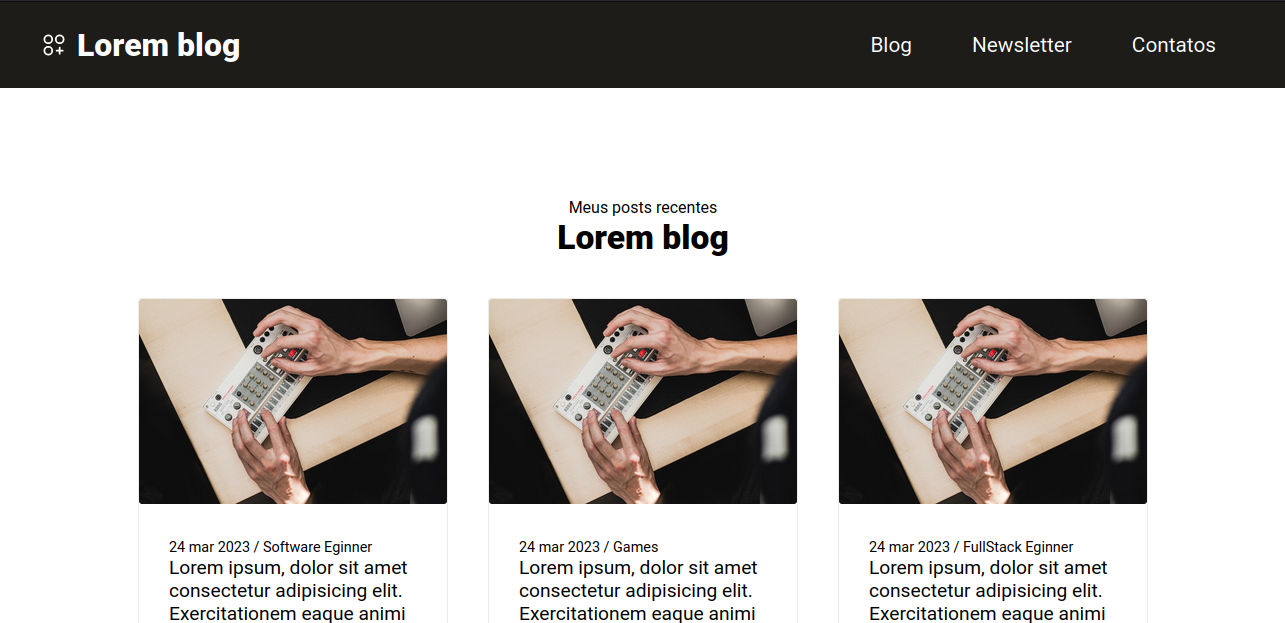 Lorem blog
Blog
Newsletter
Contatos
Meus posts recentes
Lorem blog
24 mar 2023 / Software Eginner
Lorem ipsum, dolor sit amet
consectetur adipisicing elit.
Exercitationem eaque animi
24 mar 2023 / Games
Lorem ipsum, dolor sit amet
consectetur adipisicing elit.
Exercitationem eaque animi
24 mar 2023 / FullStack Eginner
Lorem ipsum, dolor sit amet
consectetur adipisicing elit.
Exercitationem eaque animi